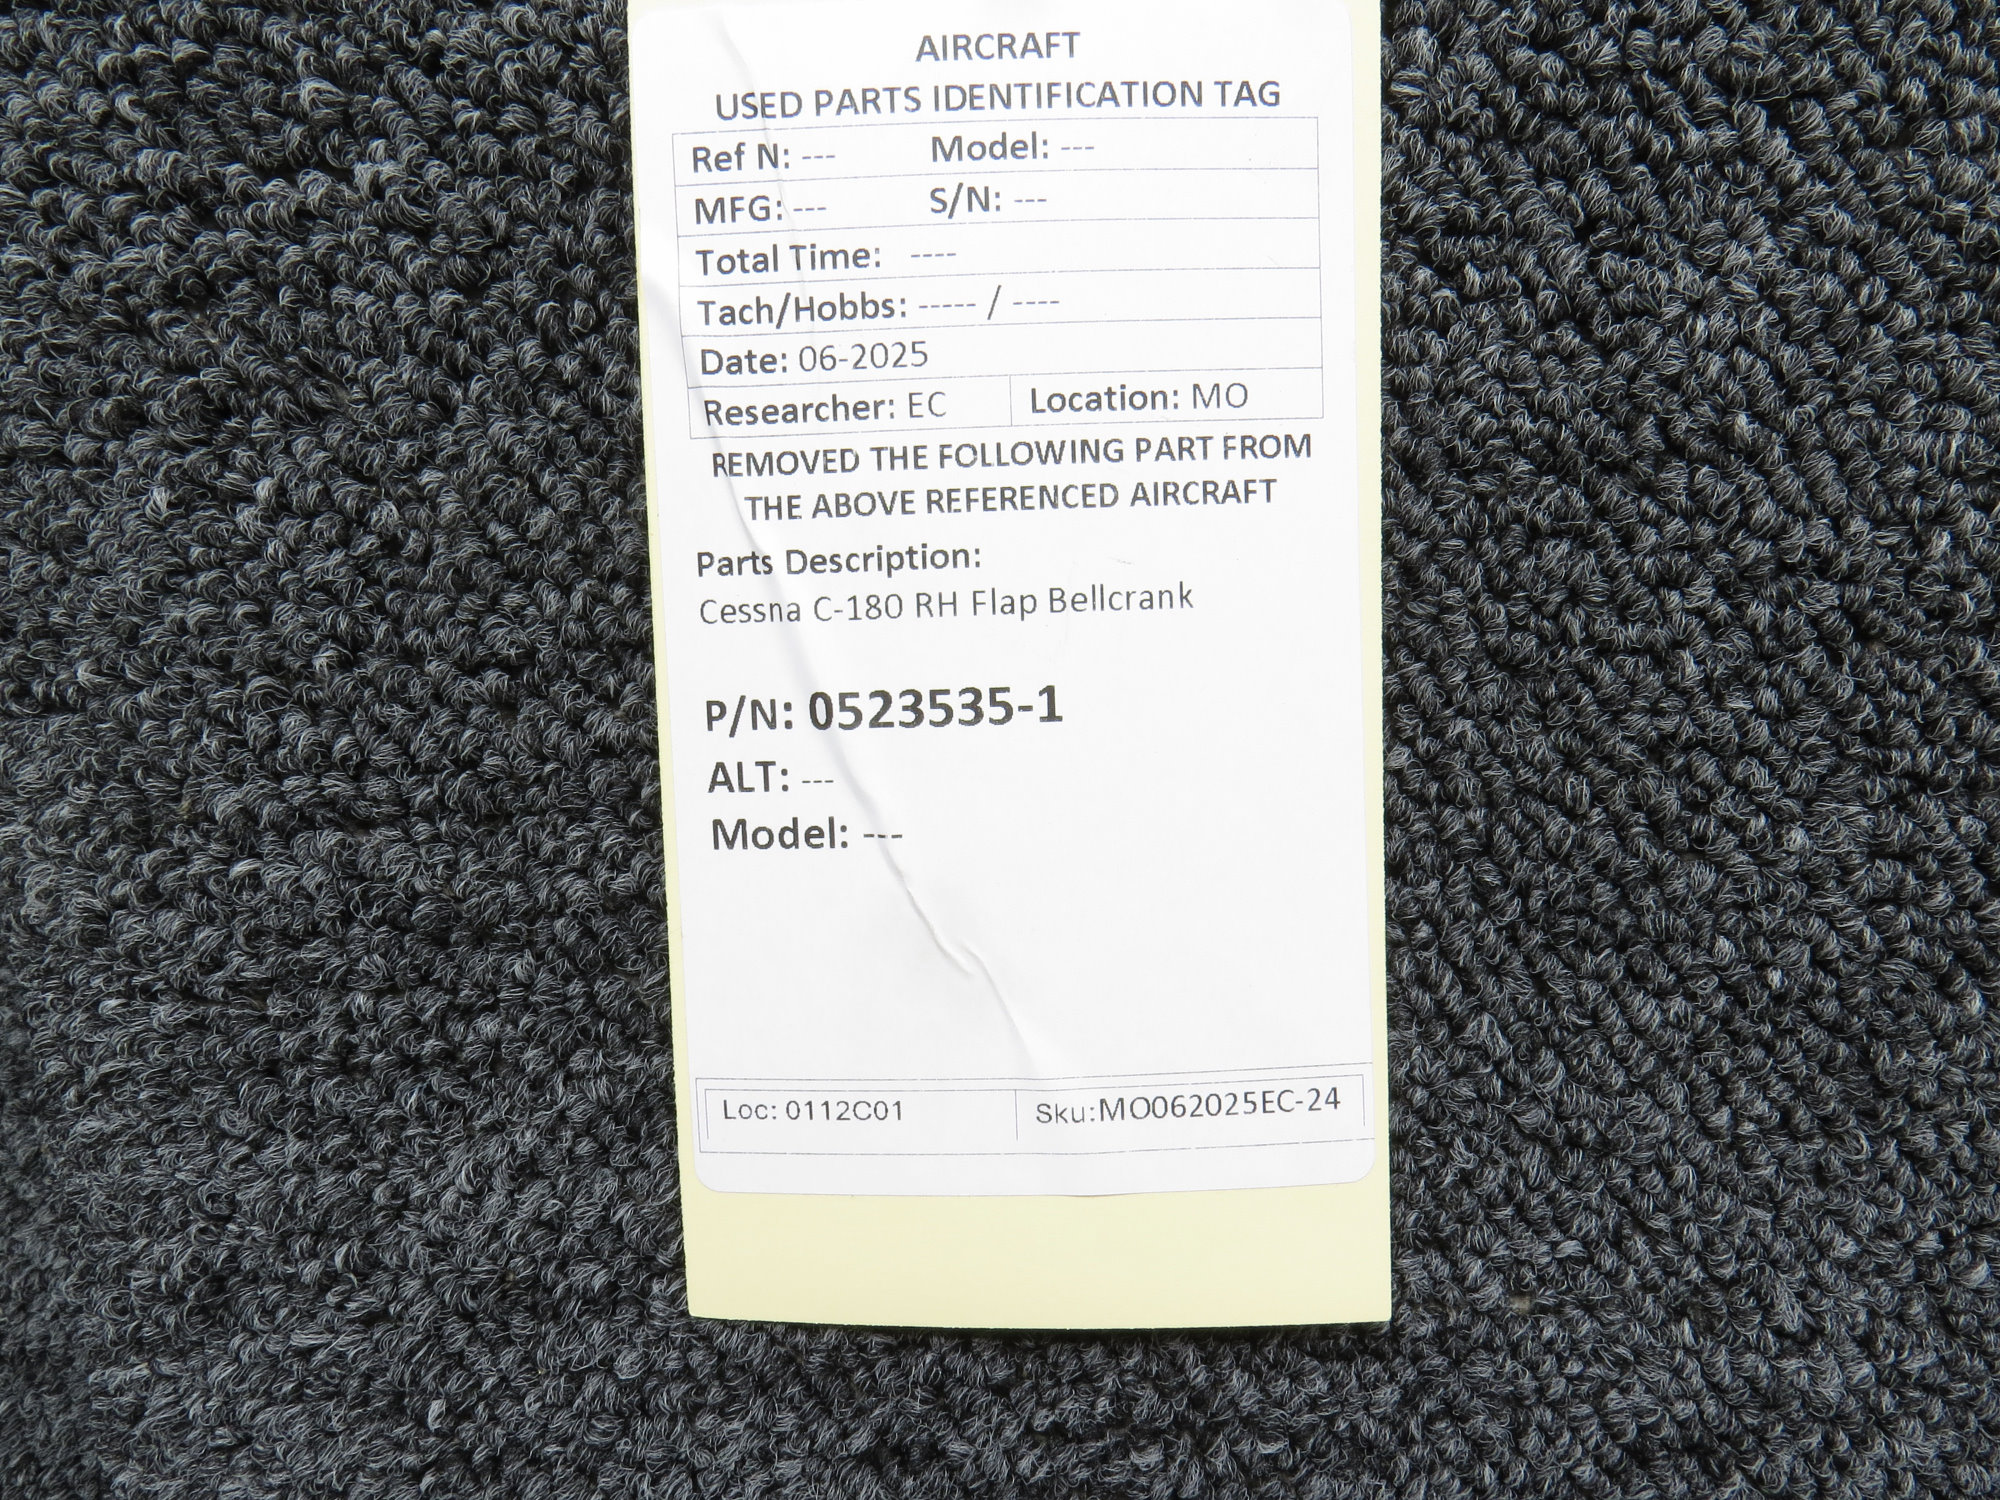 AIRCRAFT
USED PARTS IDENTIFICATION TAG
Ref N: --- Model: ---
MFG: --- S/N: ---
Total Time: ----
Tach/Hobbs: ----- / ----
Date: 06-2025
Researcher: EC Location: MO
REMOVED THE FOLLOWING PART FROM
THE ABOVE REFERENCED AIRCRAFT
Parts Description:
Cessna C-180 RH Flap Bellcrank
P/N: 0523535-1
ALT: ---
Model: ---
Loc: 0112C01 Sku:MO062025EC-24